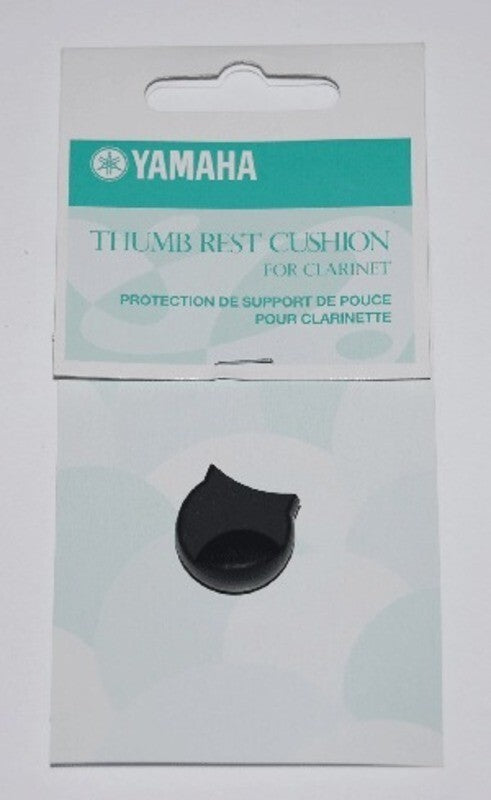 YAMAHA
THUMB REST CUSHION
FOR CLARINET
PROTECTION DE SUPPORT DE POUCE
POUR CLARINETTE